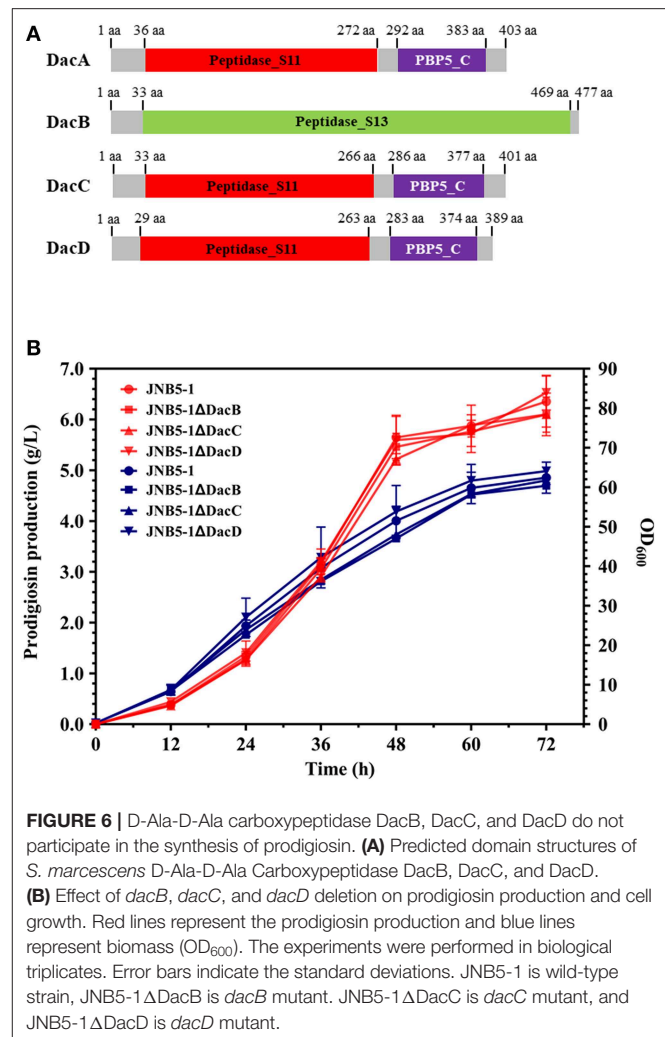 A
1 aa 36 aa 272 aa 292 aa 383 aa 403 aa
DacA Peptidase_S11 PBP5_C
1 aa 33 aa 469 aa 477 aa
DacB Peptidase_S13
1 aa 33 aa 266 aa 286 aa 377 aa 401 aa
DacC Peptidase_S11 PBP5_C
1 aa 29 aa 263 aa 283 aa 374 aa 389 aa
DacD Peptidase_S11 PBP5_C
B
7.0
6.0
5.0
4.0
3.0
2.0
1.0
0.0
Prodigiosin production (g/L)
JNB5-1
JNB5-1ΔDacB
JNB5-1ΔDacC
JNB5-1ΔDacD
JNB5-1
JNB5-1ΔDacB
JNB5-1ΔDacC
JNB5-1ΔDacD
90
80
70
60
50
40
30
20
10
0
OD600
0 12 24 36 48 60 72
Time (h)
FIGURE 6 | D-Ala-D-Ala carboxypeptidase DacB, DacC, and DacD do not
participate in the synthesis of prodigiosin. (A) Predicted domain structures of
S. marcescens D-Ala-D-Ala Carboxypeptidase DacB, DacC, and DacD.
(B) Effect of dacB, dacC, and dacD deletion on prodigiosin production and cell
growth. Red lines represent the prodigiosin production and blue lines
represent biomass (OD600). The experiments were performed in biological
triplicates. Error bars indicate the standard deviations. JNB5-1 is wild-type
strain, JNB5-1ΔDacB is dacB mutant. JNB5-1ΔDacC is dacC mutant, and
JNB5-1ΔDacD is dacD mutant.